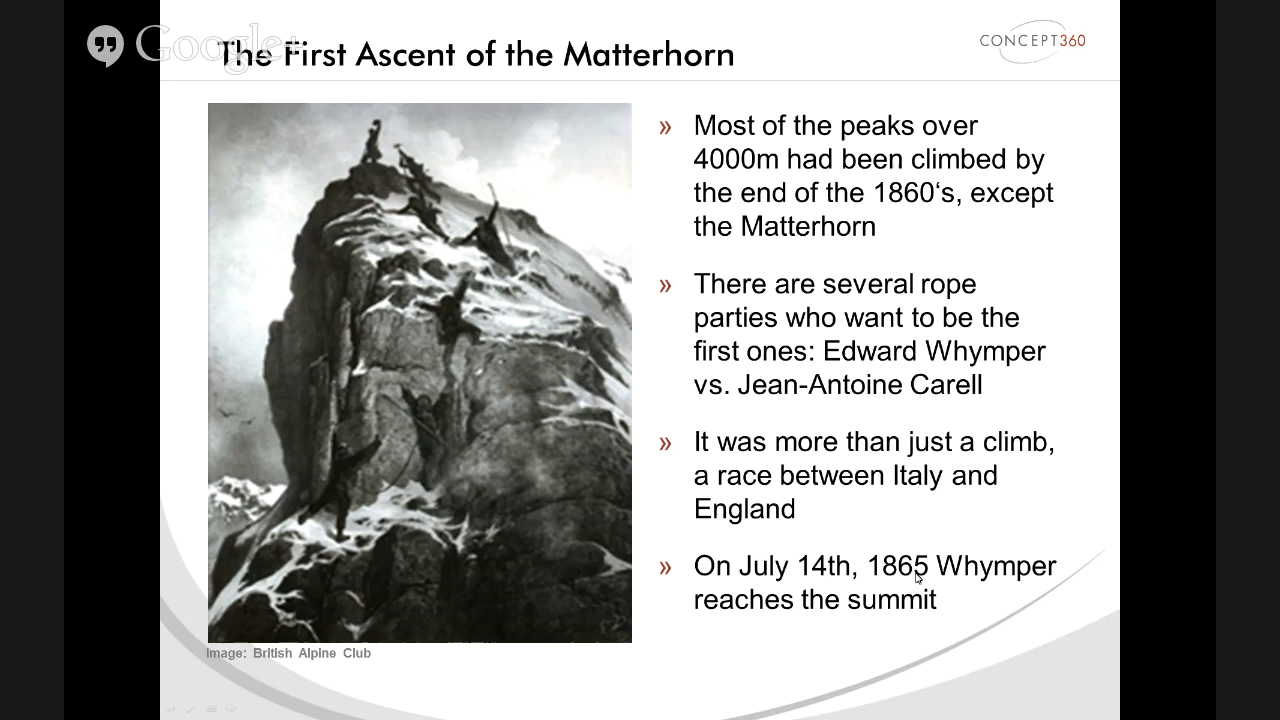 Google+
The First Ascent of the Matterhorn
CONCEPT360
» Most of the peaks over
4000m had been climbed by
the end of the 1860‘s, except
the Matterhorn
» There are several rope
parties who want to be the
first ones: Edward Whymper
vs. Jean-Antoine Carell
» It was more than just a climb,
a race between Italy and
England
» On July 14th, 1865 Whymper
reaches the summit
Image: British Alpine Club